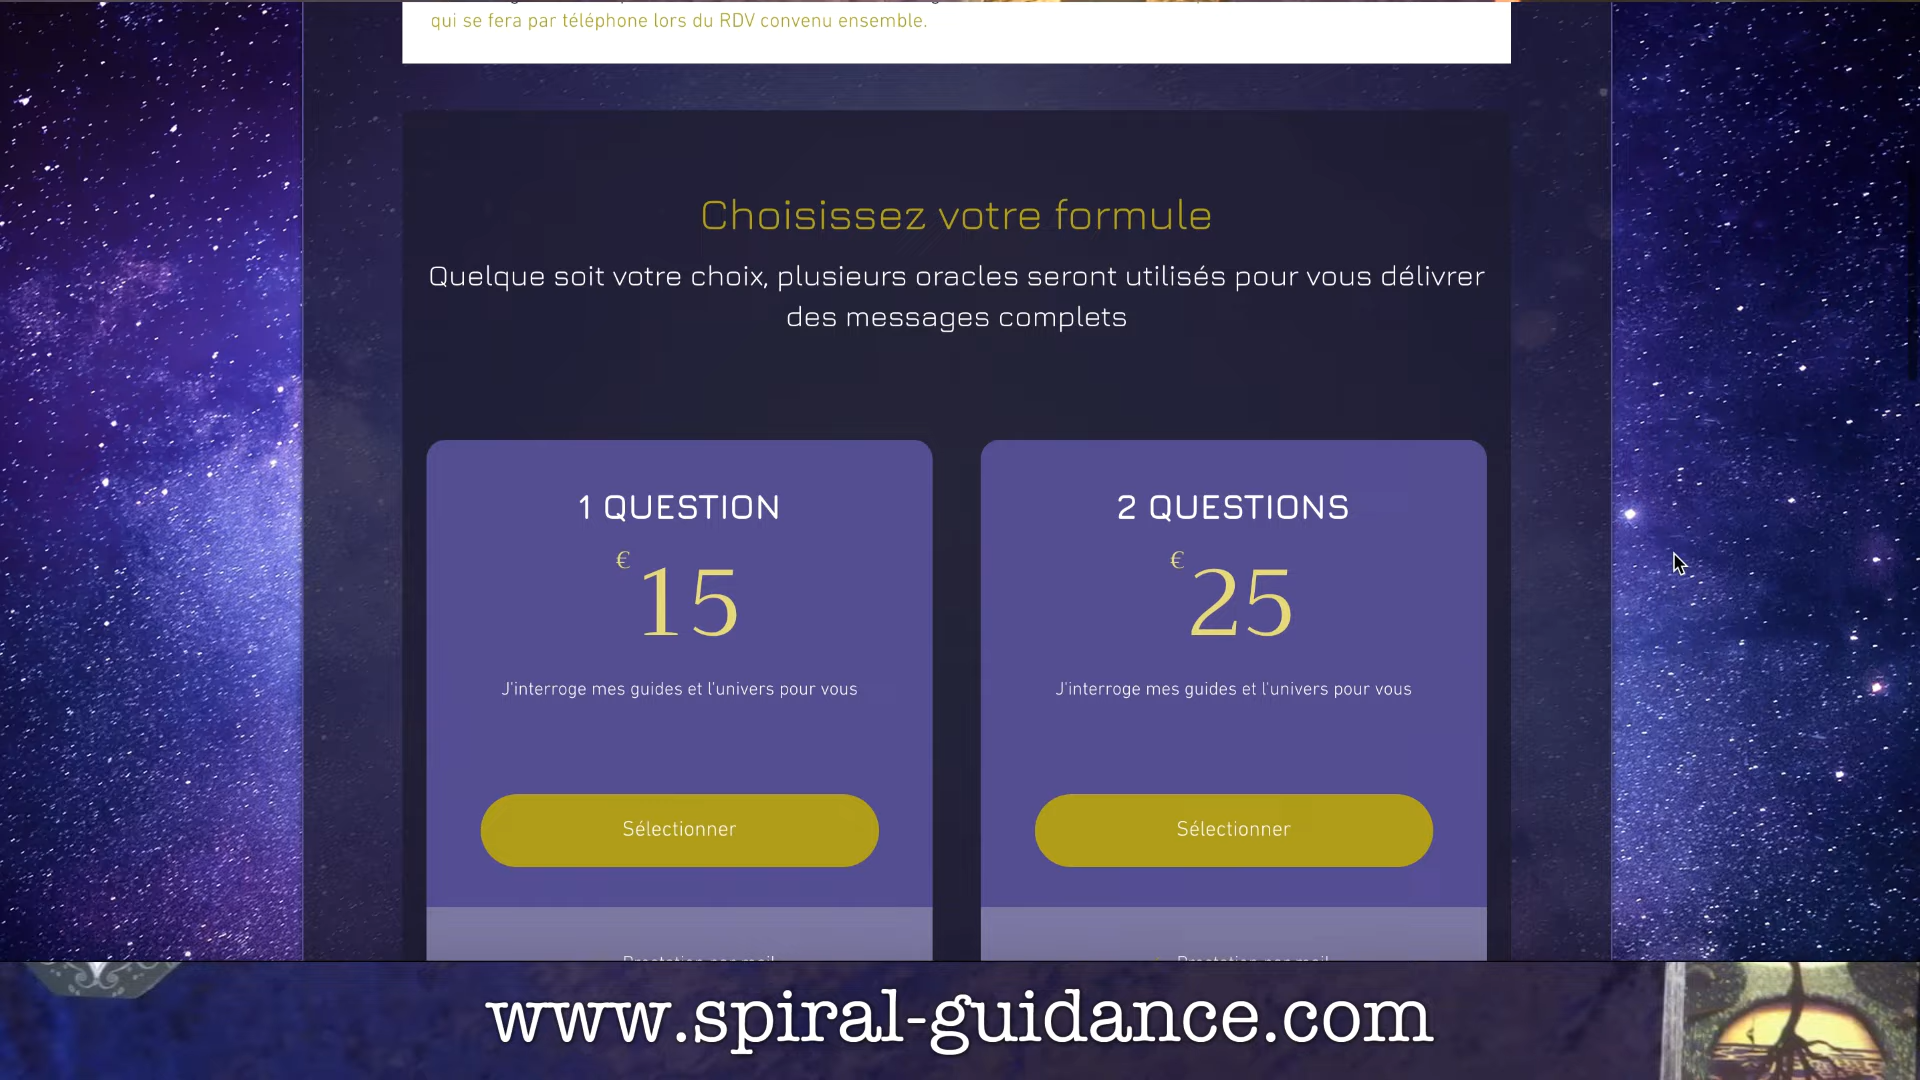 qui se fera par téléphone lors du RDV convenu ensemble.
Choisissez votre formule
Quelque soit votre choix, plusieurs oracles seront utilisés pour vous délivrer
des messages complets
1 QUESTION
€ 15
J'interroge mes guides et l'univers pour vous
Sélectionner
2 QUESTIONS
€ 25
J'interroge mes guides et l'univers pour vous
Sélectionner
www.spiral-guidance.com